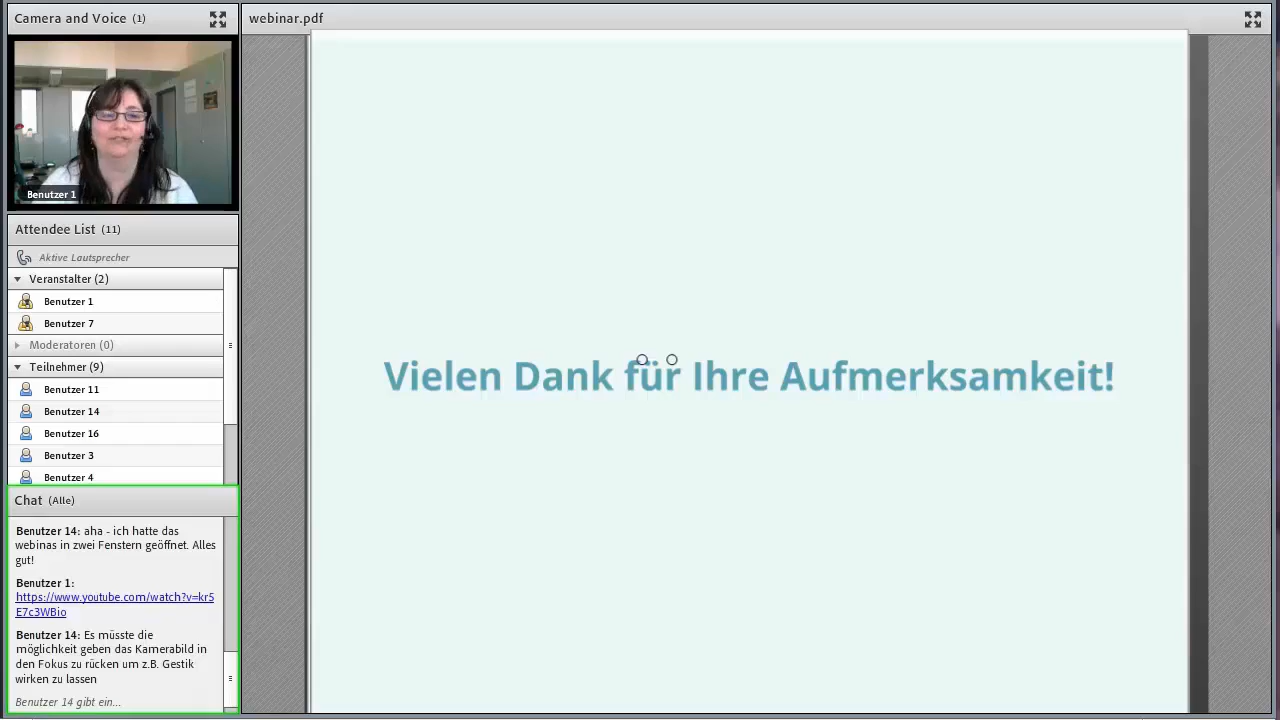 Camera and Voice (1)
webinar.pdf
Benutzer 1
Attendee List (11)
Aktive Lautsprecher
Veranstalter (2)
Benutzer 1
Benutzer 7
Moderatoren (0)
Teilnehmer (9)
Benutzer 11
Benutzer 14
Benutzer 16
Benutzer 3
Benutzer 4
Vielen Dank für Ihre Aufmerksamkeit!
Chat (Alle)
Benutzer 14: aha - ich hatte das
webinas in zwei Fenstern geöffnet. Alles
gut!
Benutzer 1:
https://www.youtube.com/watch?v=kr5
E7c3WBio
Benutzer 14: Es müsste die
möglichkeit geben das Kamerabild in
den Fokus zu rücken um z.B. Gestik
wirken zu lassen
Benutzer 14 gibt ein...